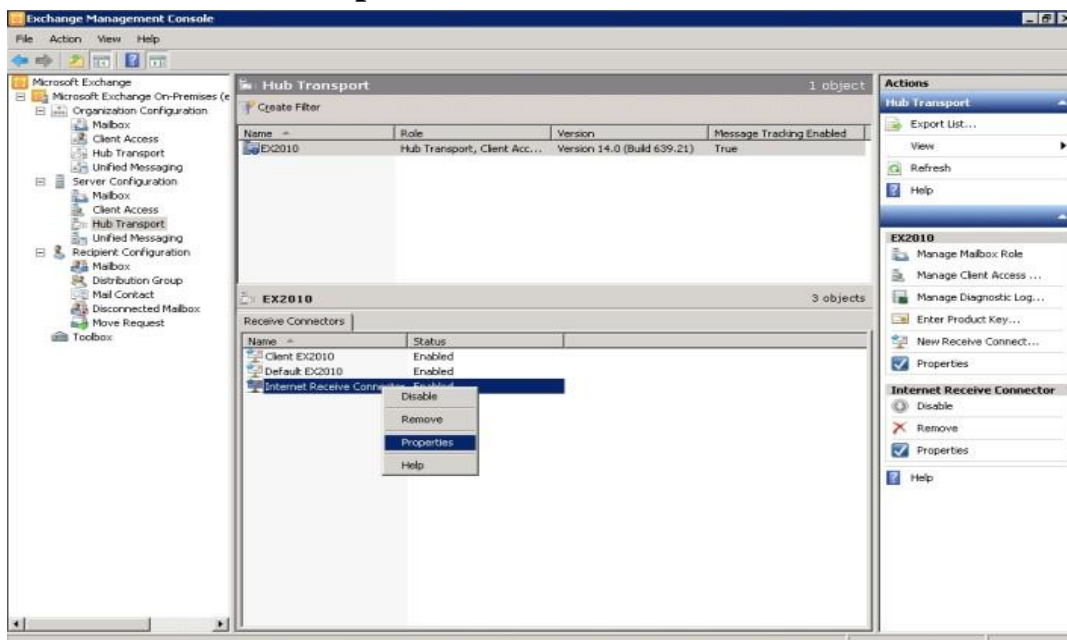 Exchange Management Console
File Action View Help
Microsoft Exchange
Microsoft Exchange On-Premises (e
Organization Configuration
Mailbox
Client Access
Hub Transport
Unified Messaging
Server Configuration
Mailbox
Client Access
Hub Transport
Unified Messaging
Recipient Configuration
Mailbox
Distribution Group
Mail Contact
Disconnected Mailbox
Move Request
Toolbox
Hub Transport 1 object
Create Filter
Name Role Version Message Tracking Enabled
EX2010 Hub Transport, Client Acc... Version 14.0 (Build 639.21) True
EX2010 3 objects
Receive Connectors
Name Status
Client EX2010 Enabled
Default EX2010 Enabled
Internet Receive Connector Enabled
Disable
Remove
Properties
Help
Actions
Hub Transport
Export List...
View
Refresh
Help
EX2010
Manage Mailbox Role
Manage Client Access ...
Manage Diagnostic Log...
Enter Product Key...
New Receive Connect...
Properties
Internet Receive Connector
Disable
Remove
Properties
Help